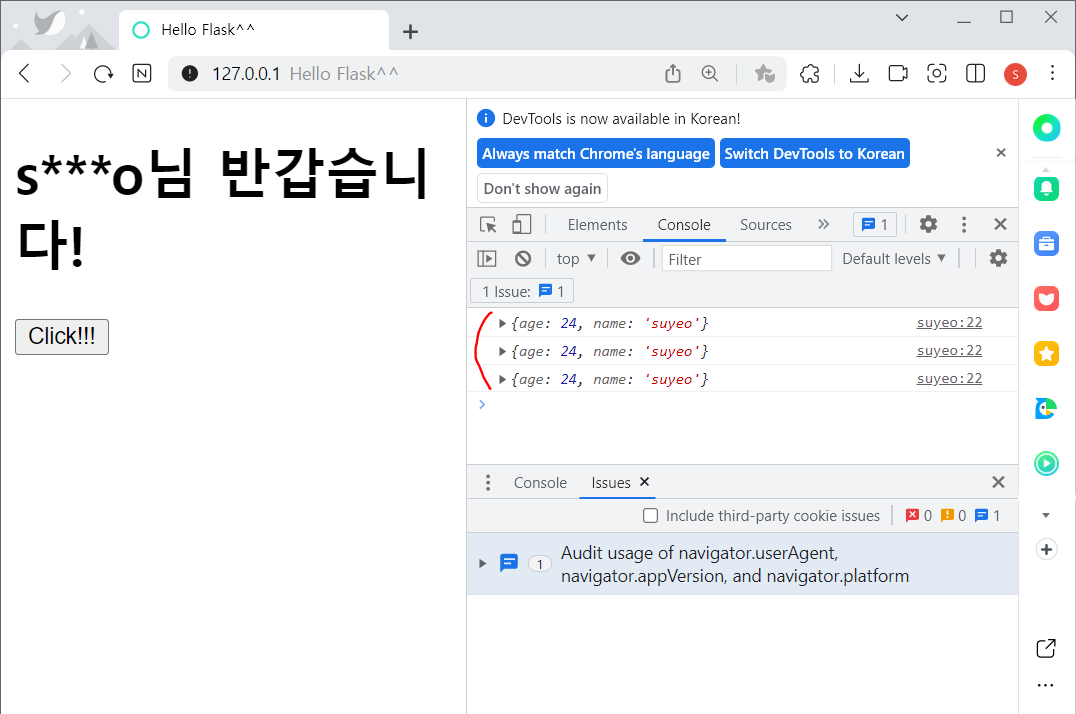 Hello Flask^^
N
127.0.0.1 Hello Flask^^
S
s***o님 반갑습니
다!
Click!!!
DevTools is now available in Korean!
Always match Chrome's language
Switch DevTools to Korean
Don't show again
Elements Console Sources 1
top Filter Default levels
1 Issue: 1
{age: 24, name: 'suyeo'} suyeo:22
{age: 24, name: 'suyeo'} suyeo:22
{age: 24, name: 'suyeo'} suyeo:22
Console Issues
Include third-party cookie issues 0 0 1
1 Audit usage of navigator.userAgent,
navigator.appVersion, and navigator.platform